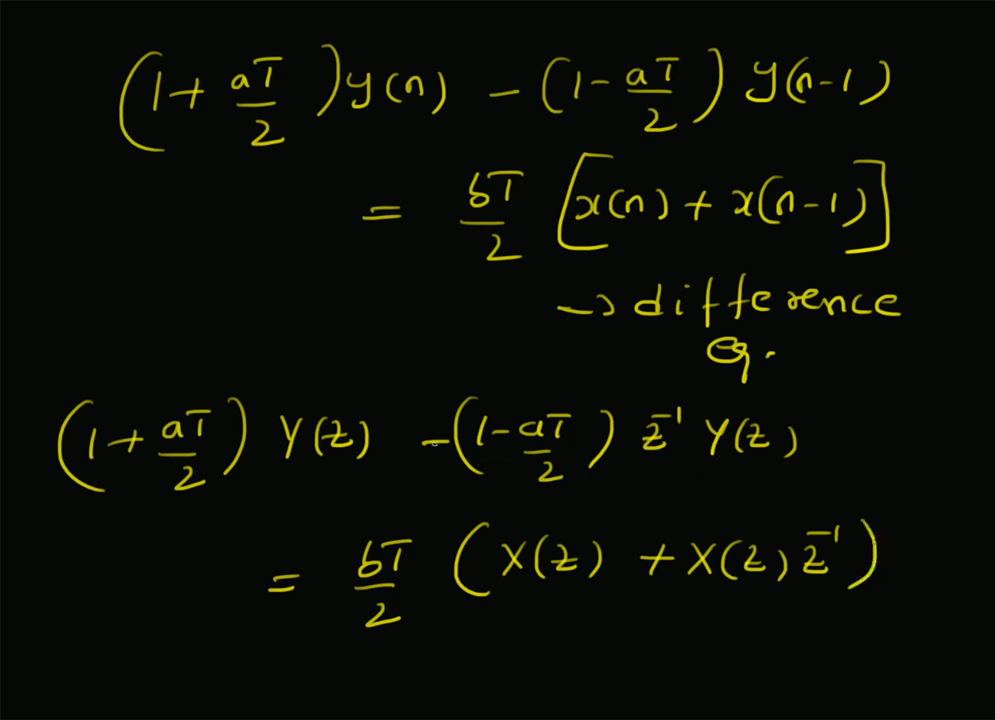 (1 + aT/2) y(n) - (1 - aT/2) y(n-1)
= bT/2 [x(n) + x(n-1)]
→ difference
eq.
(1 + aT/2) Y(z) - (1 - aT/2) z⁻¹ Y(z)
= bT/2 (X(z) + X(z) z⁻¹)